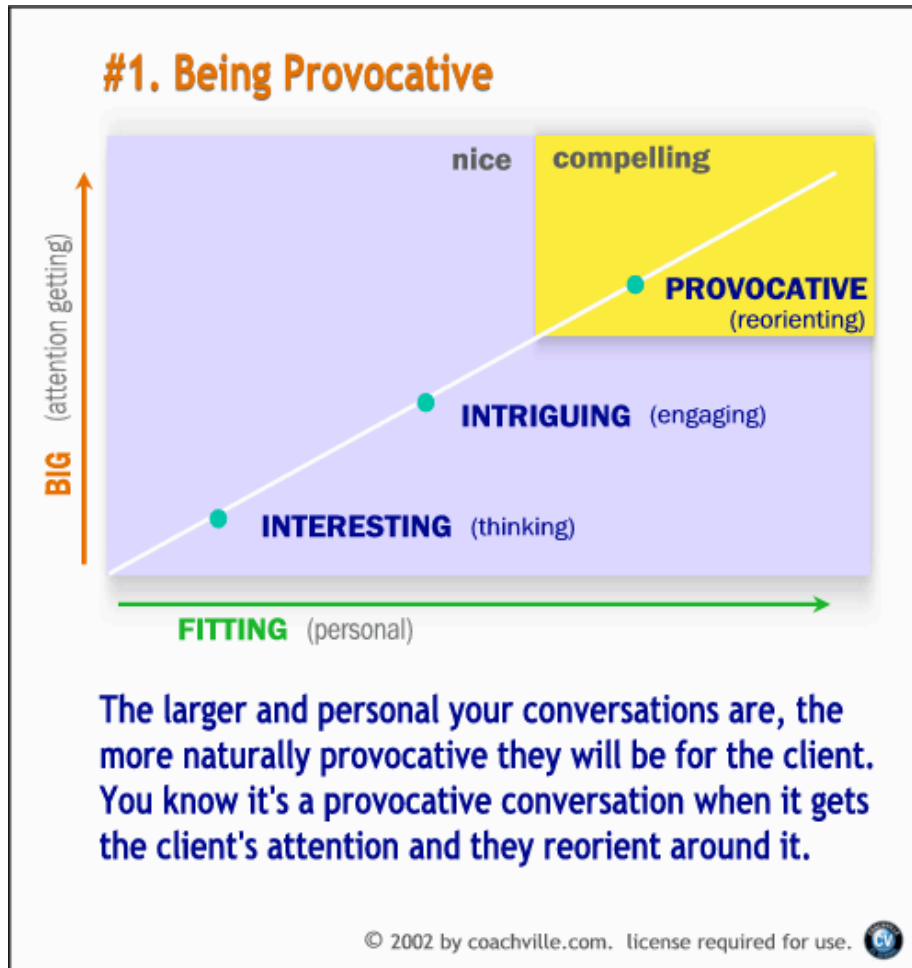 #1. Being Provocative
nice compelling
BIG (attention getting)
PROVOCATIVE
(reorienting)
INTRIGUING (engaging)
INTERESTING (thinking)
FITTING (personal)
The larger and personal your conversations are, the
more naturally provocative they will be for the client.
You know it's a provocative conversation when it gets
the client's attention and they reorient around it.
© 2002 by coachville.com. license required for use.
CV